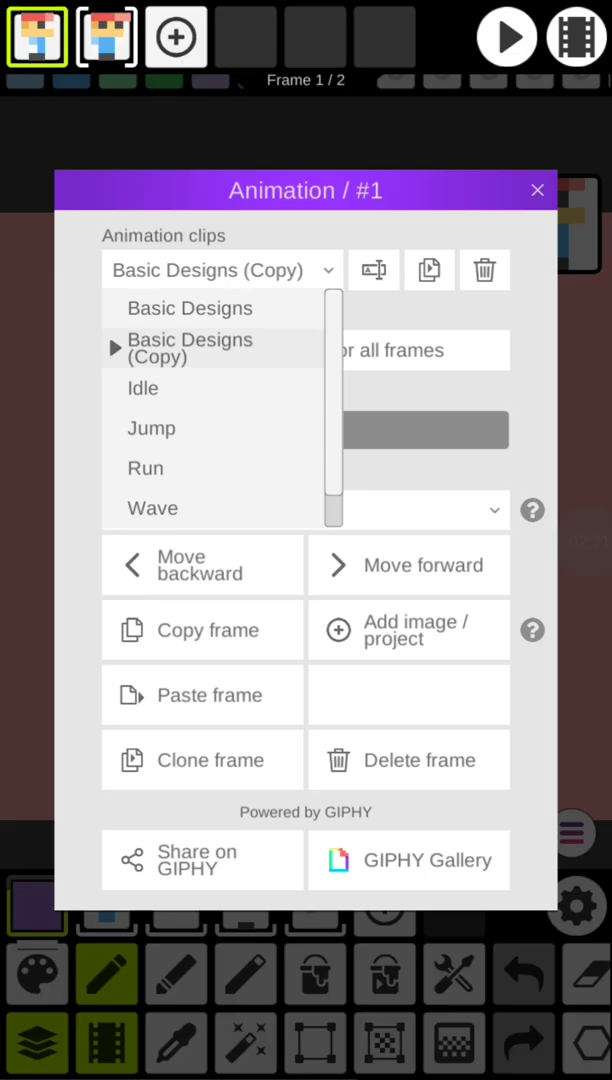 Frame 1 / 2
Animation / #1
Animation clips
Basic Designs (Copy)
Basic Designs
Basic Designs
(Copy)
or all frames
Idle
Jump
Run
Wave
Move
backward
Move forward
Copy frame
Add image /
project
Paste frame
Clone frame
Delete frame
Powered by GIPHY
Share on
GIPHY
GIPHY Gallery